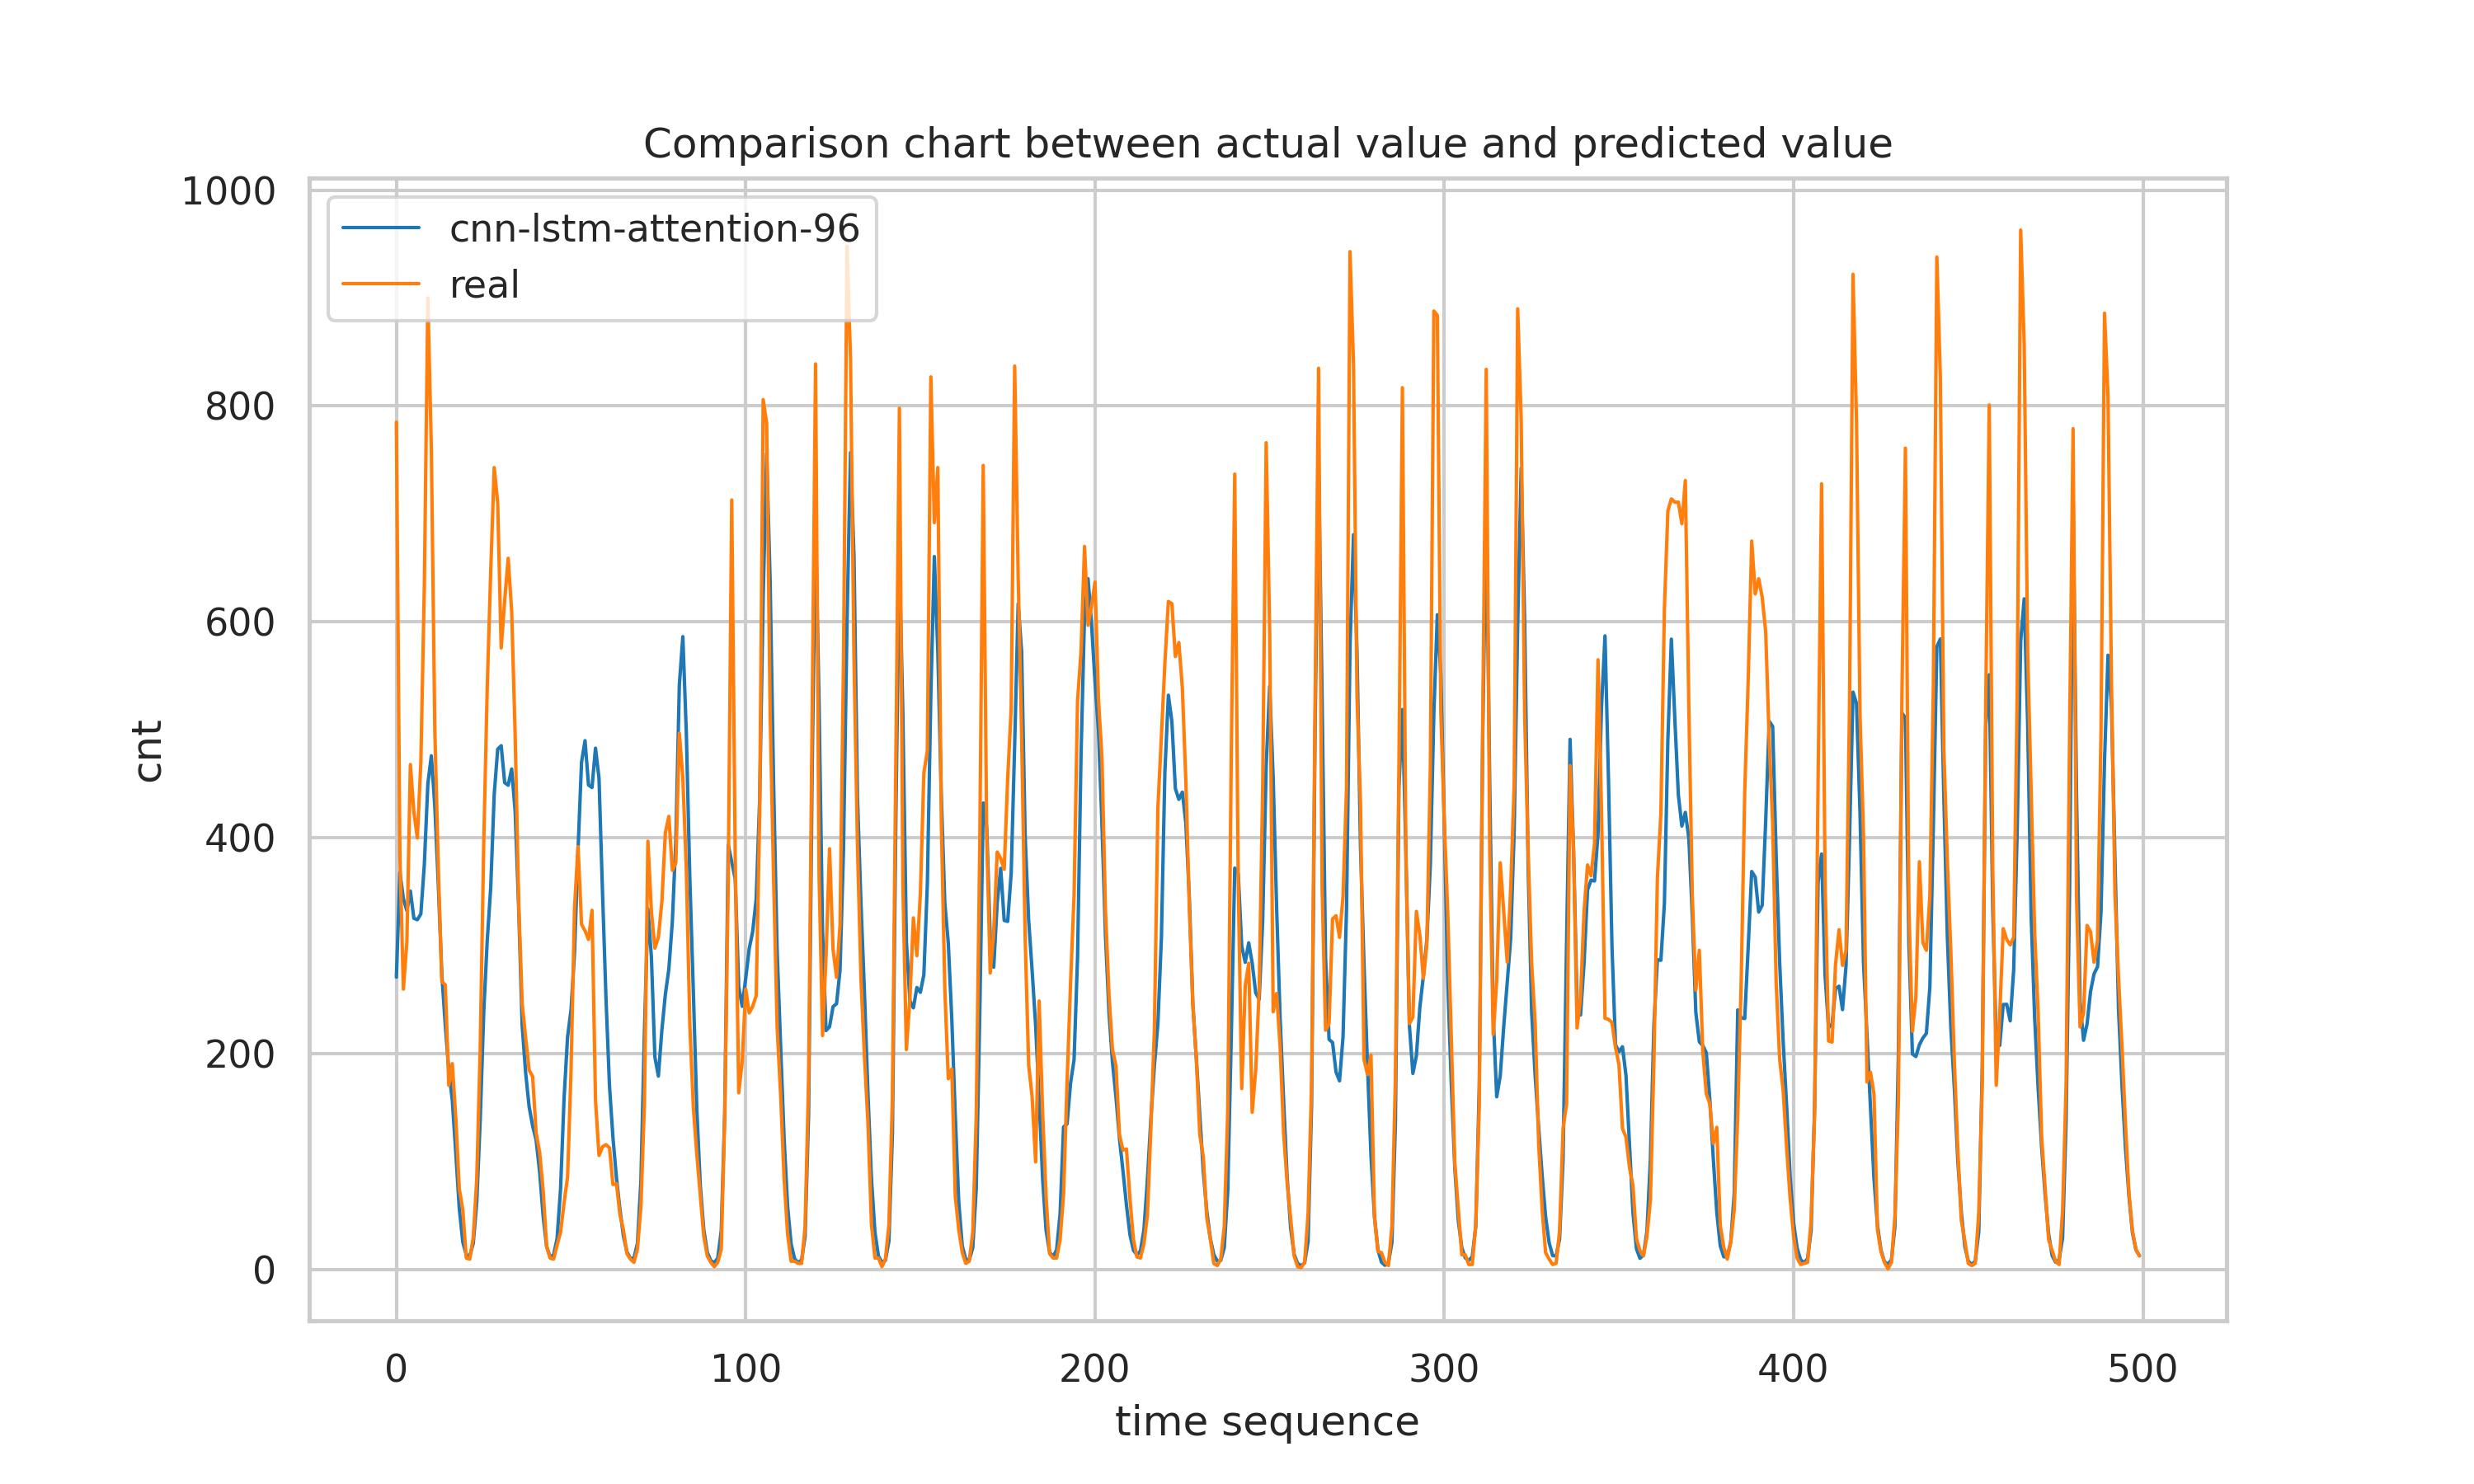 Comparison chart between actual value and predicted value
1000
800
600
400
200
0
cnt
cnn-lstm-attention-96
real
0 100 200 300 400 500
time sequence